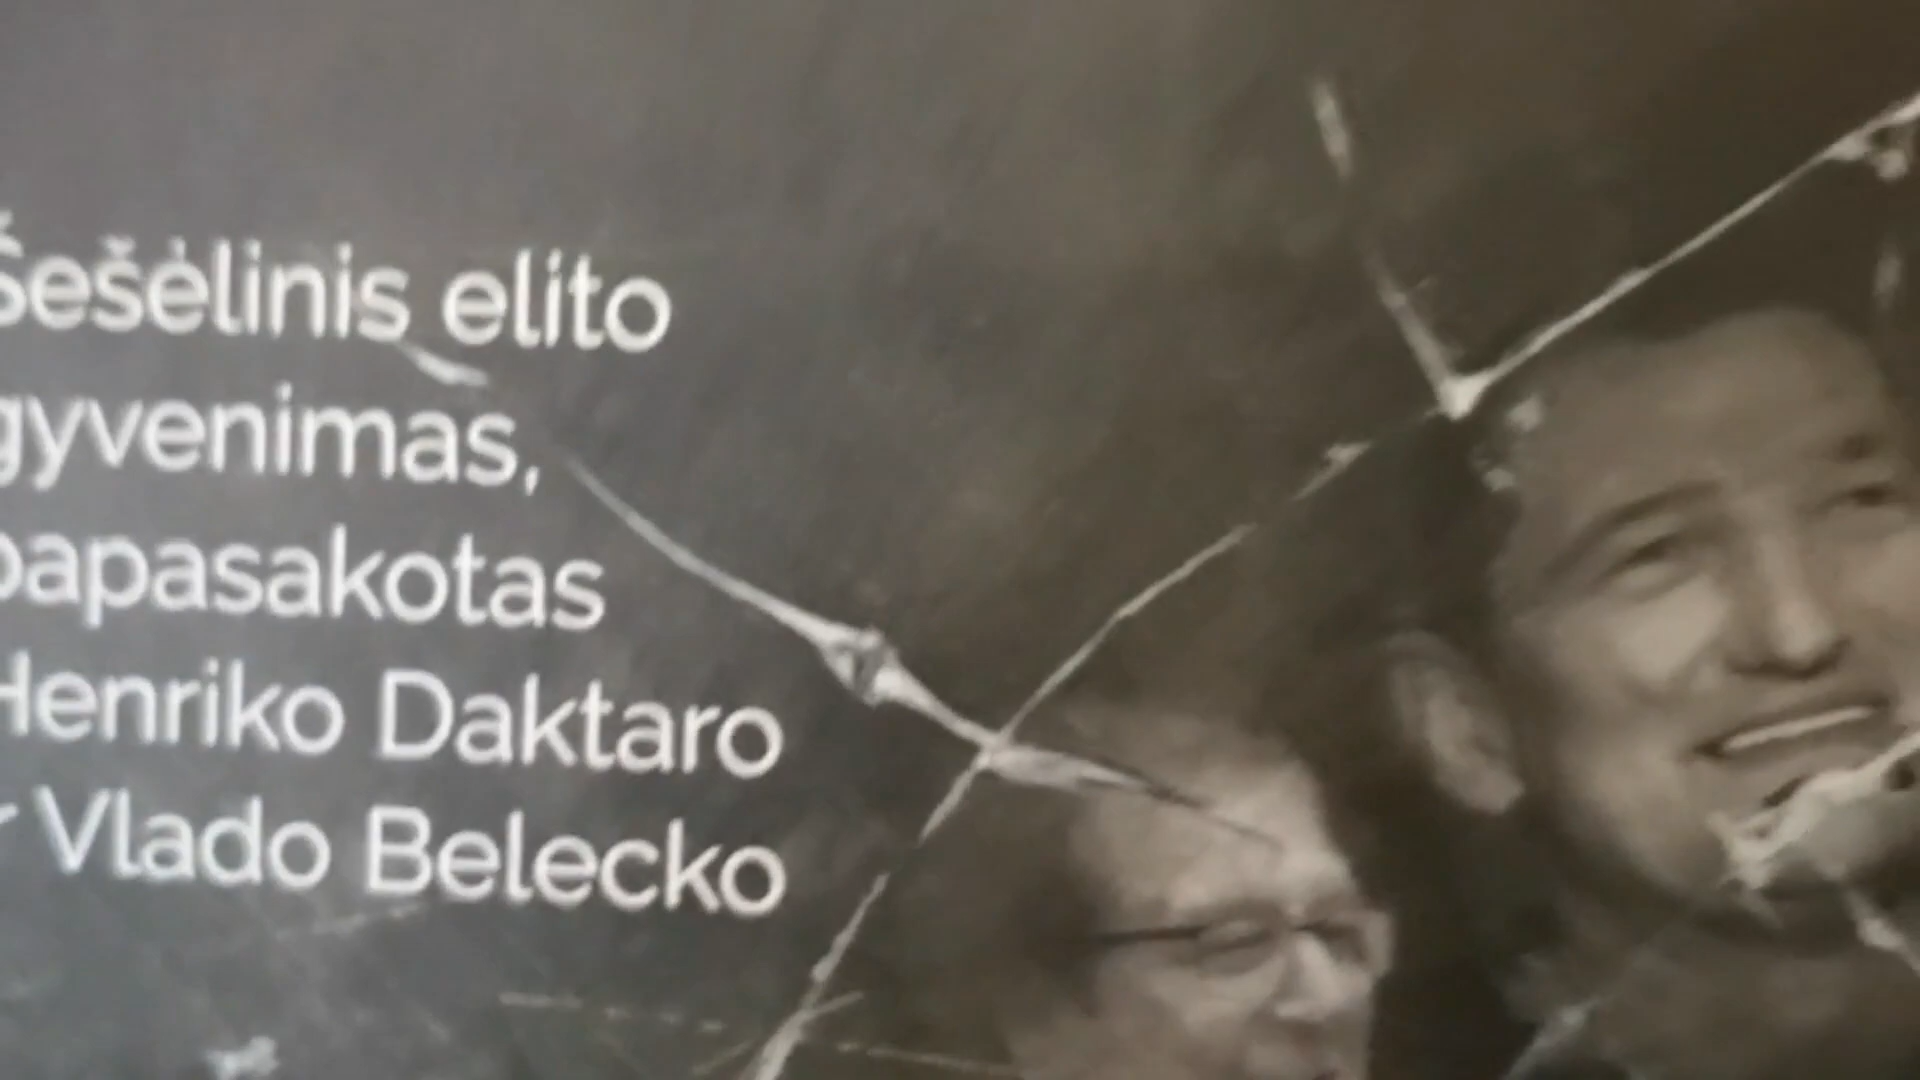 Šešėlinis elito
gyvenimas,
papasakotas
Henriko Daktaro
r Vlado Belecko